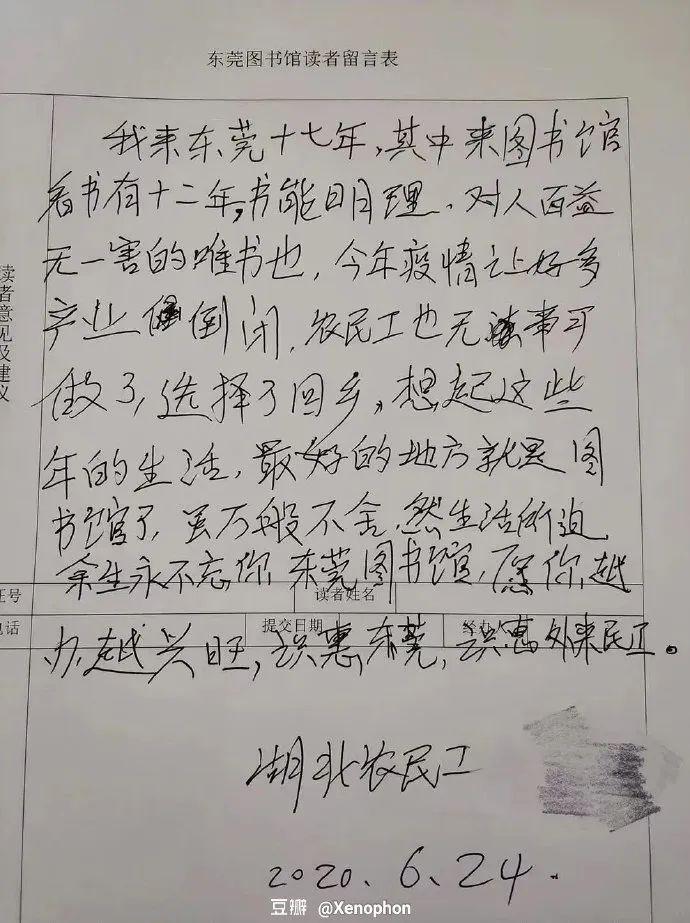 东莞图书馆读者留言表
我来东莞十七年,其中来图书馆
看书有十二年,书能明理、对人百益
无一害的唯书也,今年疫情让好多
产业倒闭,农民工也无事可
做了,选择了回乡,想起这些
年的生活,最好的地方就是图
书馆了,虽万般不舍,然生活所迫
余生永不忘你,东莞图书馆,愿你越
办越兴旺,识惠东莞,识惠外来民工。
读者意见及建议
证号
读者姓名
电话
提交日期
经办人
湖北农民工
2020.6.24.
豆瓣 @Xenophon